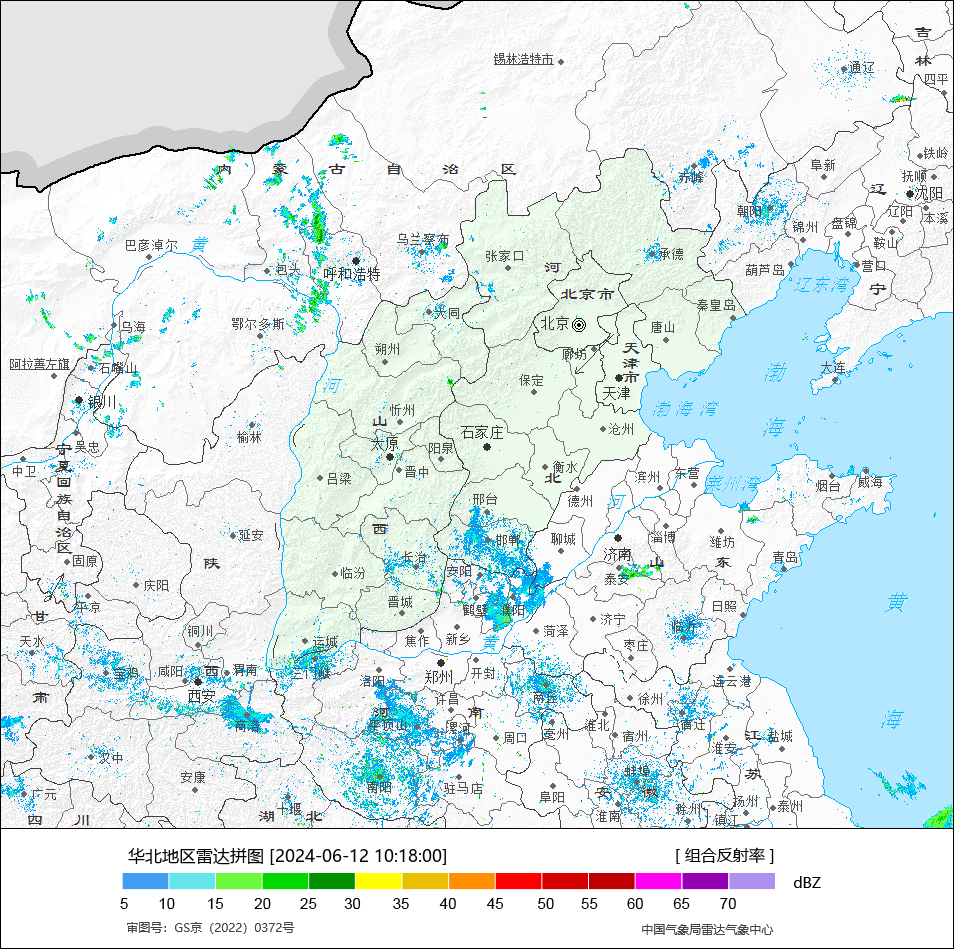 吉
锡林浩特市
林
通辽
四平
铁岭
内 蒙 古 自 治 区
阜新
抚顺
赤峰
辽
沈阳
朝阳
辽阳
本溪
锦州
盘锦
巴彦淖尔
黄
乌兰察布
鞍山
张家口
承德
河
包头
呼和浩特
葫芦岛
营口
辽东湾
宁
北京市
秦皇岛
乌海
鄂尔多斯
大同
北京
唐山
朔州
廊坊
天津市
阿拉善左旗
石嘴山
渤
大连
保定
河
天津
银川
忻州
渤海湾
山
石家庄
沧州
海
榆林
太原
吴忠
阳泉
宁夏回族自治区
中卫
晋中
衡水
吕梁
北
滨州
东营
莱州湾
烟台
威海
德州
邢台
河
西
延安
邯郸
聊城
济南
淄博
潍坊
固原
陕
长治
山
东
青岛
临汾
安阳
泰安
庆阳
平凉
甘
晋城
鹤壁
濮阳
日照
黄
济宁
铜川
焦作
新乡
菏泽
临沂
天水
运城
黄
枣庄
宝鸡
咸阳
西
渭南
三门峡
洛阳
郑州
开封
连云港
肃
西安
商丘
徐州
许昌
河
南
宿迁
海
商洛
平顶山
漯河
亳州
淮北
周口
宿州
淮安
江
盐城
汉中
安康
南阳
驻马店
蚌埠
苏
广元
阜阳
安
徽
扬州
泰州
十堰
淮南
滁州
四 川
湖 北
镇江
华北地区雷达拼图 [2024-06-12 10:18:00]
[ 组合反射率 ]
dBZ
5 10 15 20 25 30 35 40 45 50 55 60 65 70
审图号：GS京（2022）0372号
中国气象局雷达气象中心